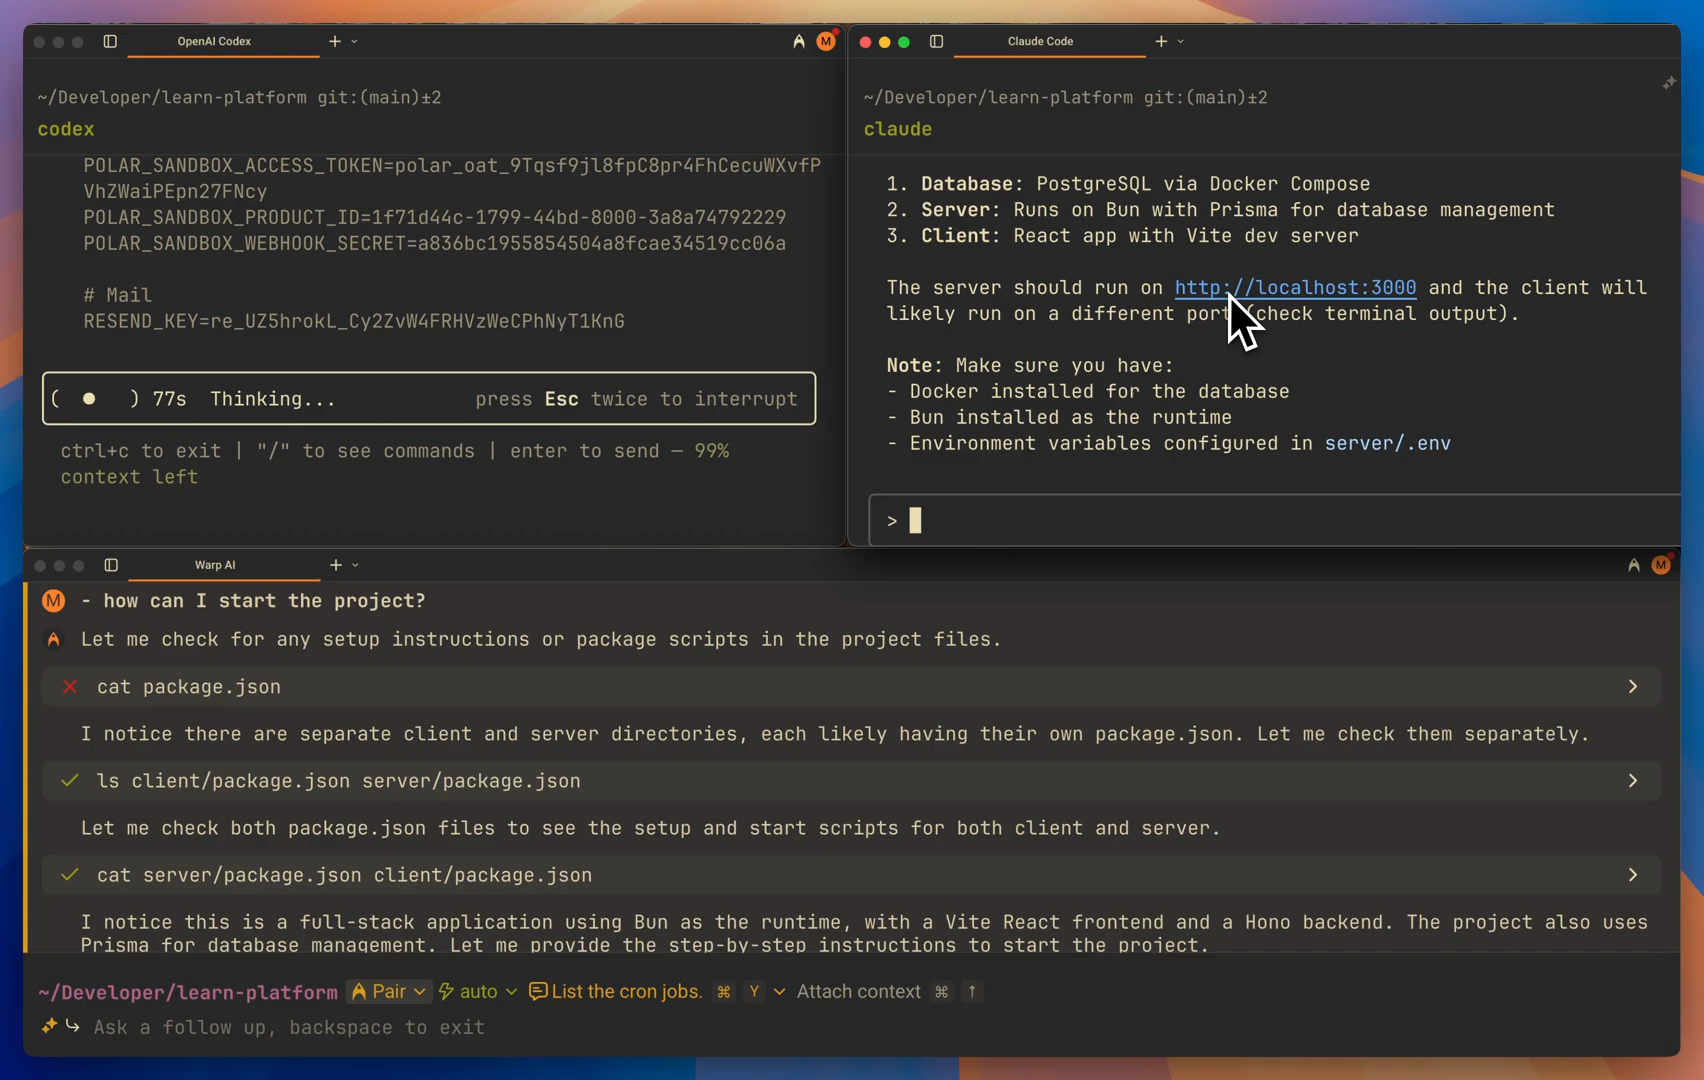 OpenAI Codex
M
~/Developer/learn-platform git:(main)±2
codex
POLAR_SANDBOX_ACCESS_TOKEN=polar_oat_9Tqsf9jl8fpC8pr4FhCecuWXvfP
VhZWaiPEpn27FNcy
POLAR_SANDBOX_PRODUCT_ID=1f71d44c-1799-44bd-8000-3a8a74792229
POLAR_SANDBOX_WEBHOOK_SECRET=a836bc1955854504a8fcae34519cc06a
# Mail
RESEND_KEY=re_UZ5hrokL_Cy2ZvW4FRHVzWeCPhNyT1KnG
( ● ) 77s Thinking... press Esc twice to interrupt
ctrl+c to exit | "/" to see commands | enter to send — 99%
context left
Claude Code
~/Developer/learn-platform git:(main)±2
claude
1. Database: PostgreSQL via Docker Compose
2. Server: Runs on Bun with Prisma for database management
3. Client: React app with Vite dev server
The server should run on http://localhost:3000 and the client will
likely run on a different port (check terminal output).
Note: Make sure you have:
- Docker installed for the database
- Bun installed as the runtime
- Environment variables configured in server/.env
>
Warp AI
M
M - how can I start the project?
Let me check for any setup instructions or package scripts in the project files.
cat package.json
I notice there are separate client and server directories, each likely having their own package.json. Let me check them separately.
ls client/package.json server/package.json
Let me check both package.json files to see the setup and start scripts for both client and server.
cat server/package.json client/package.json
I notice this is a full-stack application using Bun as the runtime, with a Vite React frontend and a Hono backend. The project also uses
Prisma for database management. Let me provide the step-by-step instructions to start the project.
~/Developer/learn-platform Pair auto List the cron jobs. ⌘ Y Attach context ⌘ ↑
Ask a follow up, backspace to exit